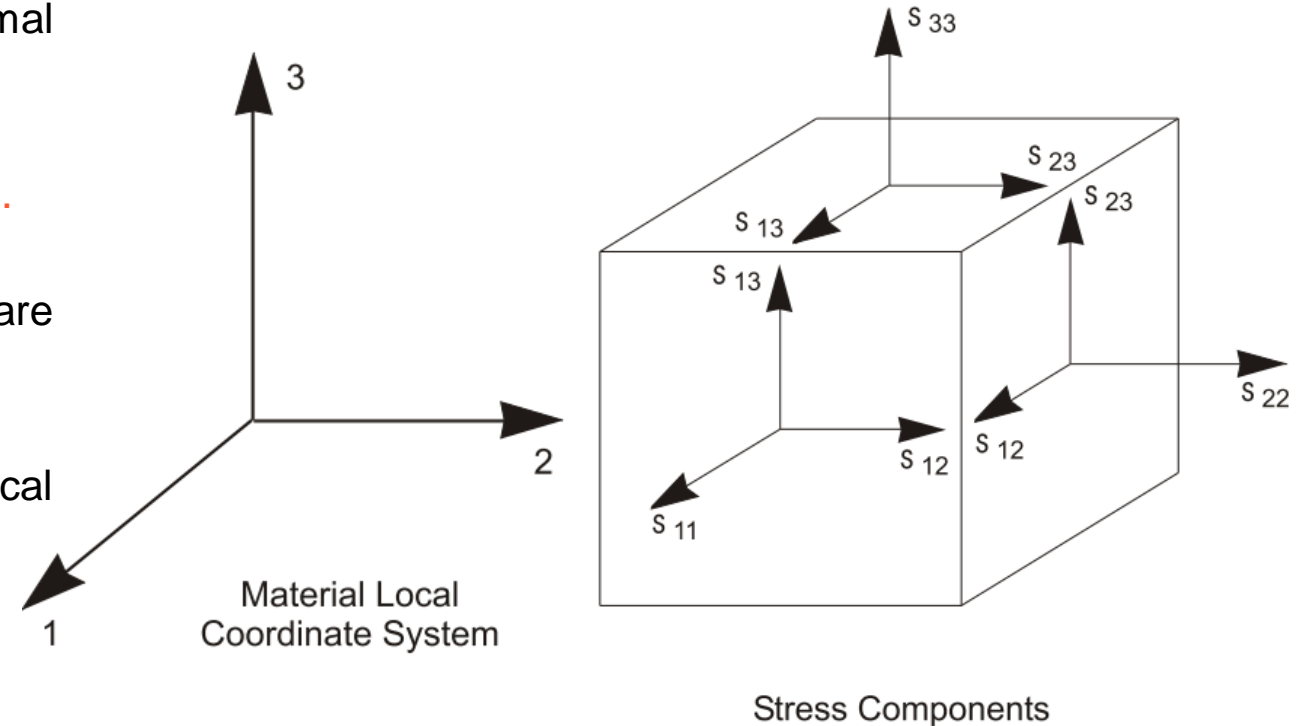 mal
.
are
cal
3
2
1
Material Local
Coordinate System
S 33
S 23
S 23
S 13
S 13
S 22
S 12
S 12
S 11
Stress Components